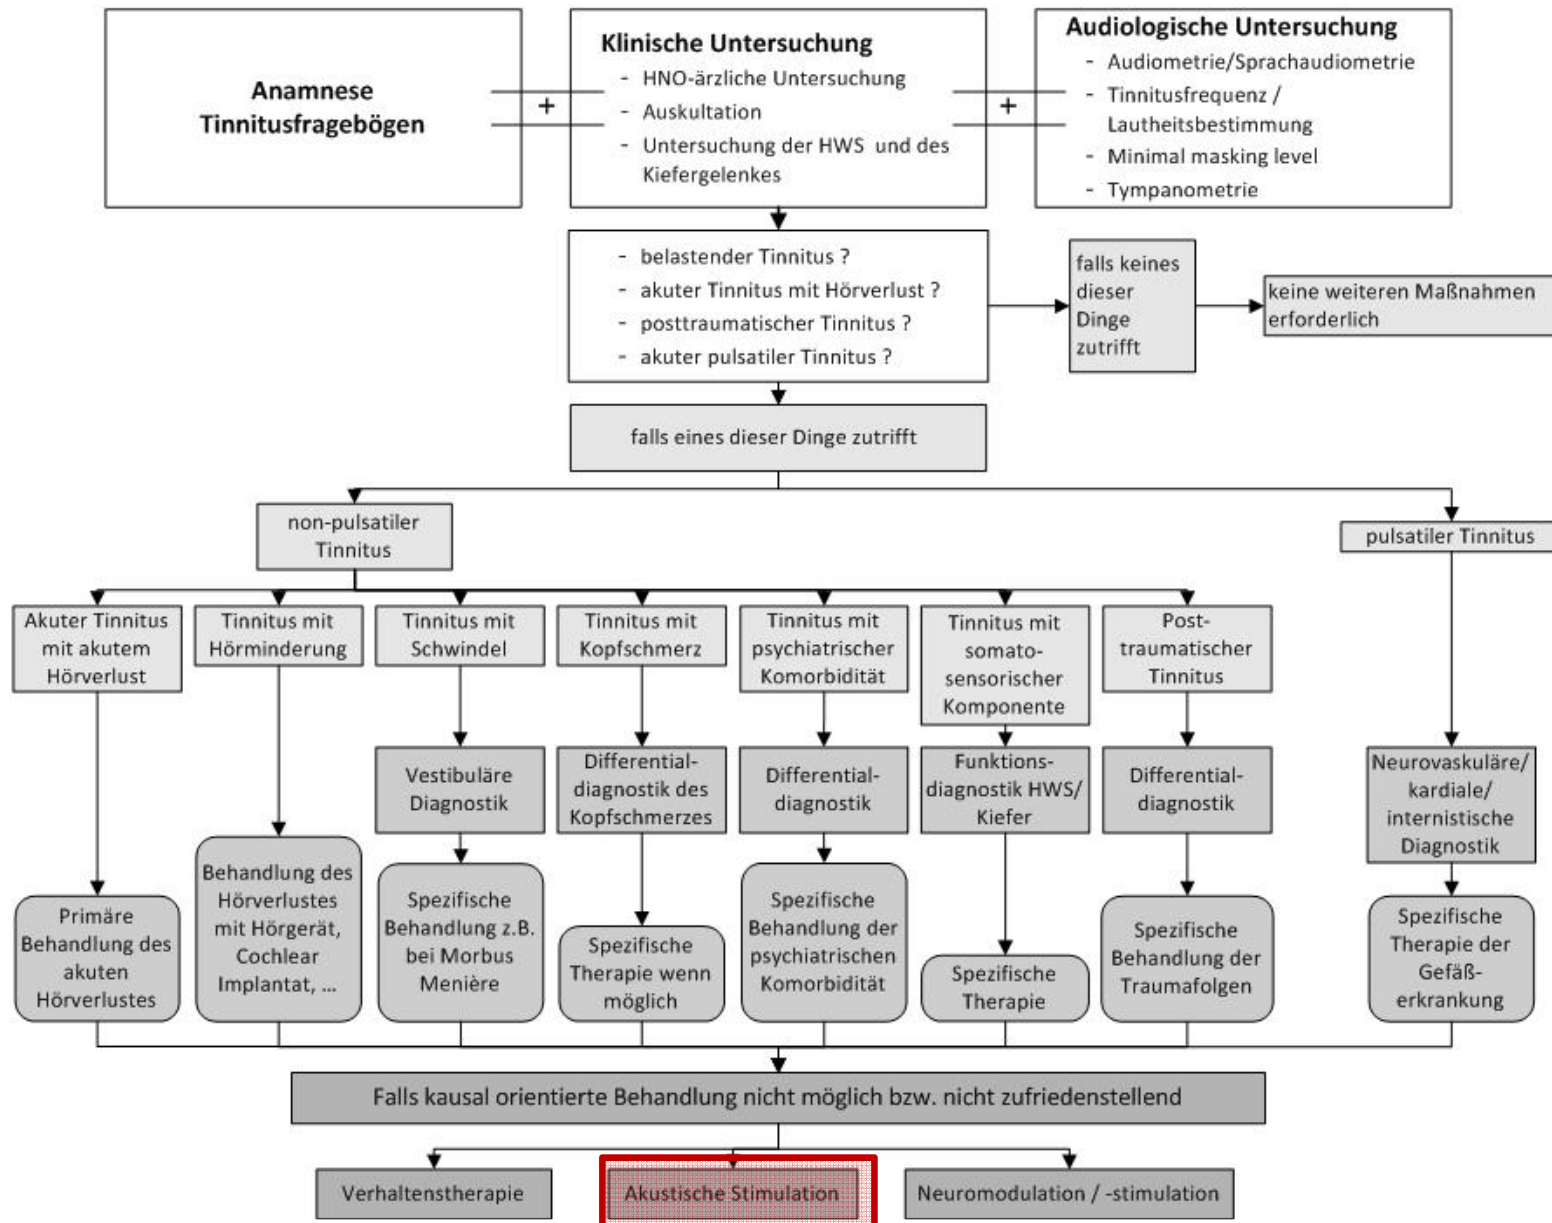 Anamnese
Tinnitusfragebögen
+
Klinische Untersuchung
- HNO-ärzliche Untersuchung
- Auskultation
- Untersuchung der HWS und des
Kiefergelenkes
+
Audiologische Untersuchung
- Audiometrie/Sprachaudiometrie
- Tinnitusfrequenz /
Lautheitsbestimmung
- Minimal masking level
- Tympanometrie
- belastender Tinnitus ?
- akuter Tinnitus mit Hörverlust ?
- posttraumatischer Tinnitus ?
- akuter pulsatiler Tinnitus ?
falls keines
dieser
Dinge
zutrifft
keine weiteren Maßnahmen
erforderlich
falls eines dieser Dinge zutrifft
non-pulsatiler
Tinnitus
pulsatiler Tinnitus
Akuter Tinnitus
mit akutem
Hörverlust
Tinnitus mit
Hörminderung
Tinnitus mit
Schwindel
Tinnitus mit
Kopfschmerz
Tinnitus mit
psychiatrischer
Komorbidität
Tinnitus mit
somato-
sensorischer
Komponente
Post-
traumatischer
Tinnitus
Vestibuläre
Diagnostik
Differential-
diagnostik des
Kopfschmerzes
Differential-
diagnostik
Funktions-
diagnostik HWS/
Kiefer
Differential-
diagnostik
Neurovaskuläre/
kardiale/
internistische
Diagnostik
Primäre
Behandlung des
akuten
Hörverlustes
Behandlung des
Hörverlustes
mit Hörgerät,
Cochlear
Implantat, ...
Spezifische
Behandlung z.B.
bei Morbus
Menière
Spezifische
Therapie wenn
möglich
Spezifische
Behandlung der
psychiatrischen
Komorbidität
Spezifische
Therapie
Spezifische
Behandlung der
Traumafolgen
Spezifische
Therapie der
Gefäß-
erkrankung
Falls kausal orientierte Behandlung nicht möglich bzw. nicht zufriedenstellend
Verhaltenstherapie
Akustische Stimulation
Neuromodulation / -stimulation